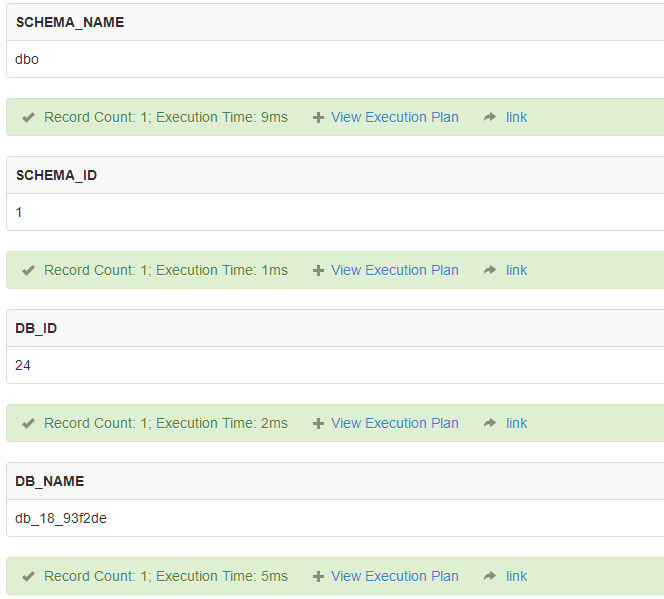 SCHEMA_NAME
dbo
Record Count: 1; Execution Time: 9ms View Execution Plan link
SCHEMA_ID
1
Record Count: 1; Execution Time: 1ms View Execution Plan link
DB_ID
24
Record Count: 1; Execution Time: 2ms View Execution Plan link
DB_NAME
db_18_93f2de
Record Count: 1; Execution Time: 5ms View Execution Plan link